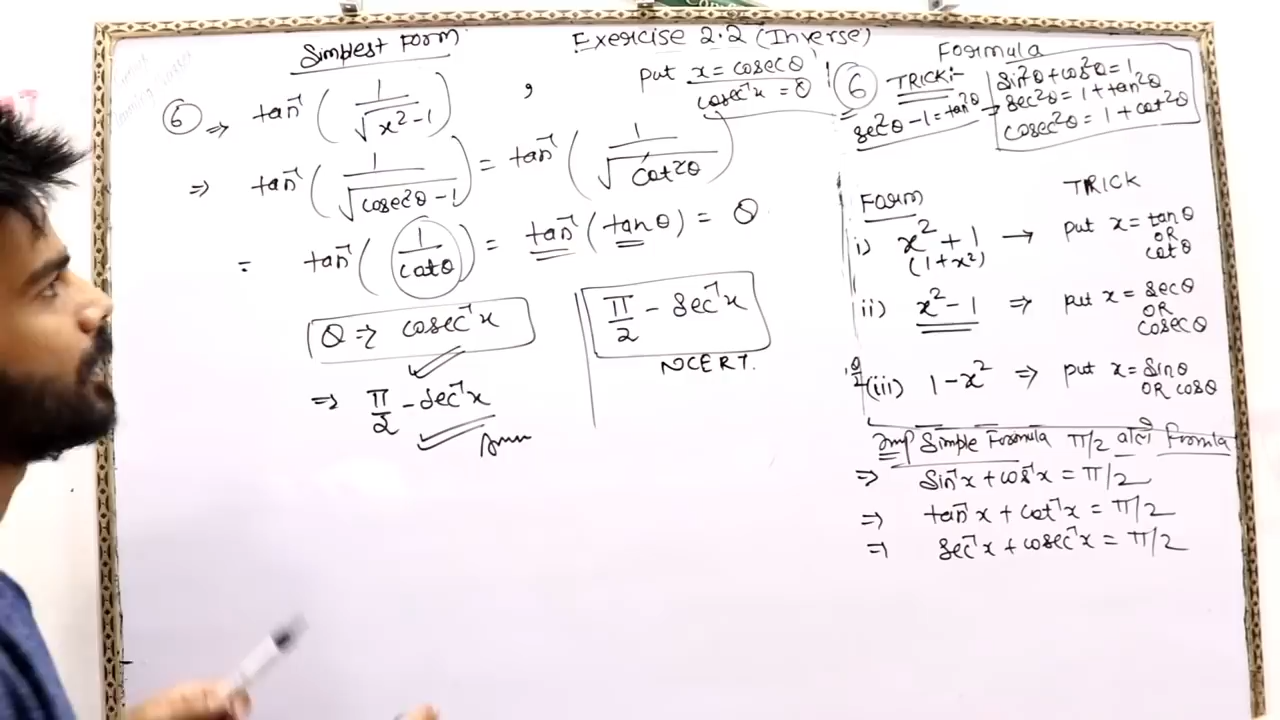 Simplest Form
Exercise 2.2 (Inverse)
⑥ ⇒ tan⁻¹ ( 1/√(x²-1) ) , put x = cosecθ
cosec⁻¹x = θ
⇒ tan⁻¹ ( 1/√(cosec²θ-1) ) = tan⁻¹ ( 1/√(cot²θ) )
= tan⁻¹ ( 1/cotθ ) = tan⁻¹ (tanθ) = θ
θ ⇒ cosec⁻¹x
⇒ π/2 - sec⁻¹x
π/2 - sec⁻¹x
NCERT.
Formula
⑥ TRICK:-
sec²θ-1 = tan²θ →
sin²θ + cos²θ = 1
sec²θ = 1 + tan²θ
cosec²θ = 1 + cot²θ
Form TRICK
i) x² + 1 → put x = tanθ
(1+x²) OR
cotθ
ii) x² - 1 ⇒ put x = secθ
OR
cosecθ
(iii) 1-x² ⇒ put x = sinθ
OR cosθ
Imp Simple Formula π/2 वाले Formula
⇒ sin⁻¹x + cos⁻¹x = π/2
⇒ tan⁻¹x + cot⁻¹x = π/2
⇒ sec⁻¹x + cosec⁻¹x = π/2